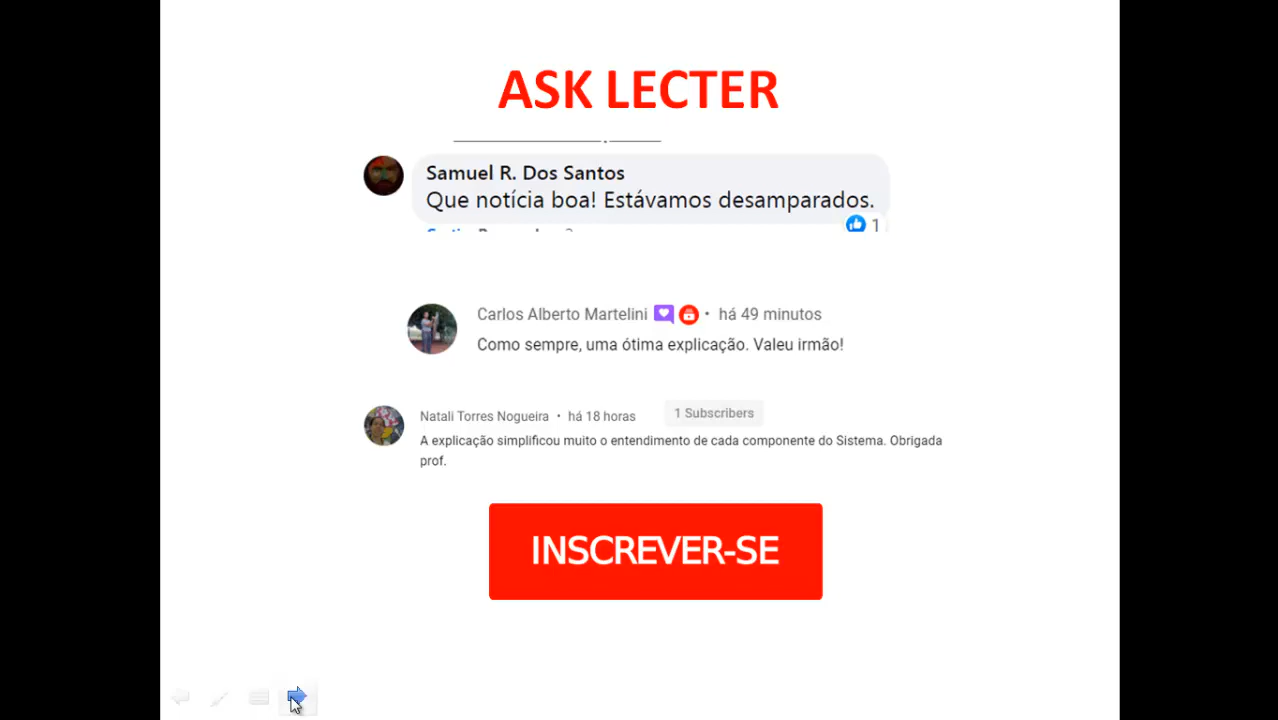 ASK LECTER
Samuel R. Dos Santos
Que notícia boa! Estávamos desamparados.
1
Carlos Alberto Martelini • há 49 minutos
Como sempre, uma ótima explicação. Valeu irmão!
Natali Torres Nogueira • há 18 horas 1 Subscribers
A explicação simplificou muito o entendimento de cada componente do Sistema. Obrigada
prof.
INSCREVER-SE